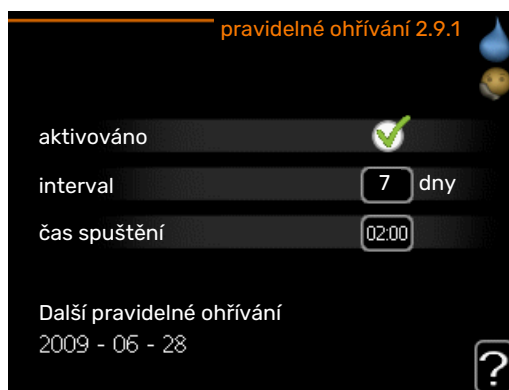 pravidelné ohřívání 2.9.1
aktivováno
interval 7 dny
čas spuštění 02:00
Další pravidelné ohřívání
2009 - 06 - 28
?